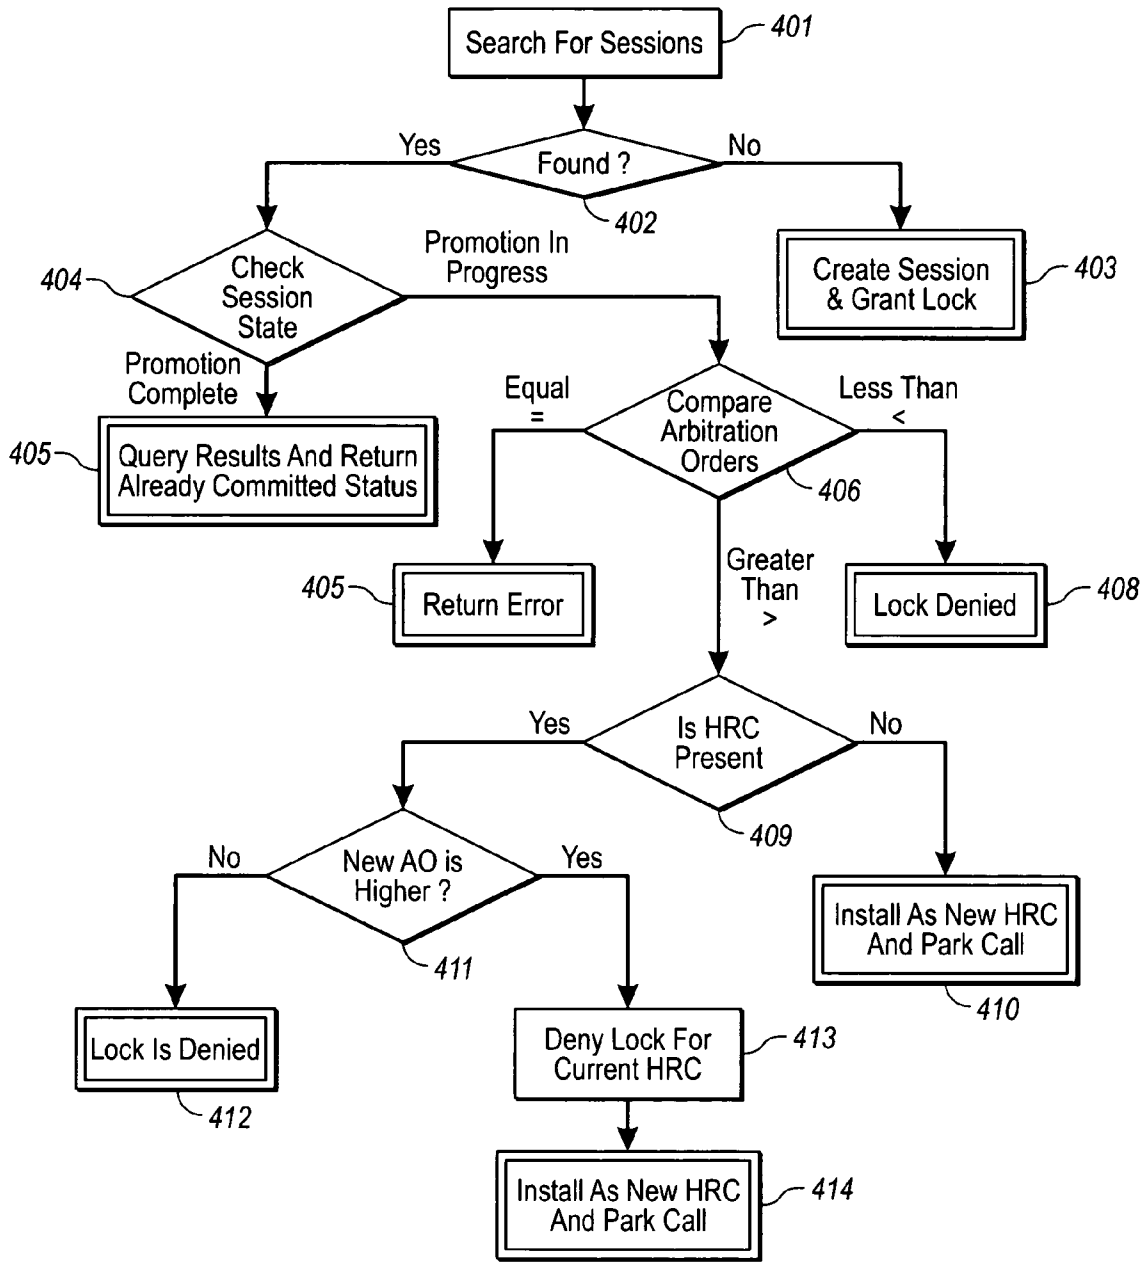 Search For Sessions
401
Yes
Found ?
No
402
404
Check
Session
State
Promotion In
Progress
Create Session
& Grant Lock
403
Promotion
Complete
405
Query Results And Return
Already Committed Status
Equal
=
Compare
Arbitration
Orders
Less Than
<
406
405
Return Error
Greater
Than
>
Lock Denied
408
Yes
Is HRC
Present
No
409
No
New AO is
Higher ?
Yes
411
Install As New HRC
And Park Call
410
Lock Is Denied
412
Deny Lock For
Current HRC
413
Install As New HRC
And Park Call
414